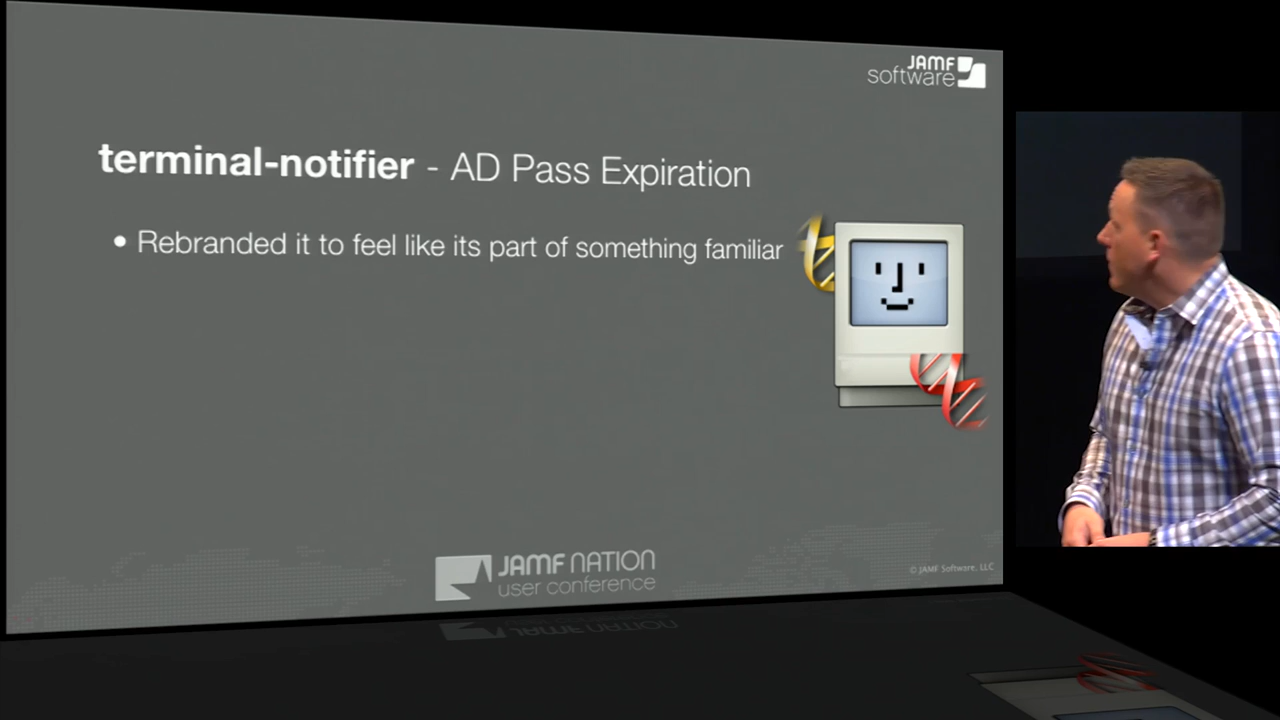 JAMF
software
terminal-notifier - AD Pass Expiration
• Rebranded it to feel like its part of something familiar
JAMF NATION
user conference
© JAMF Software, LLC